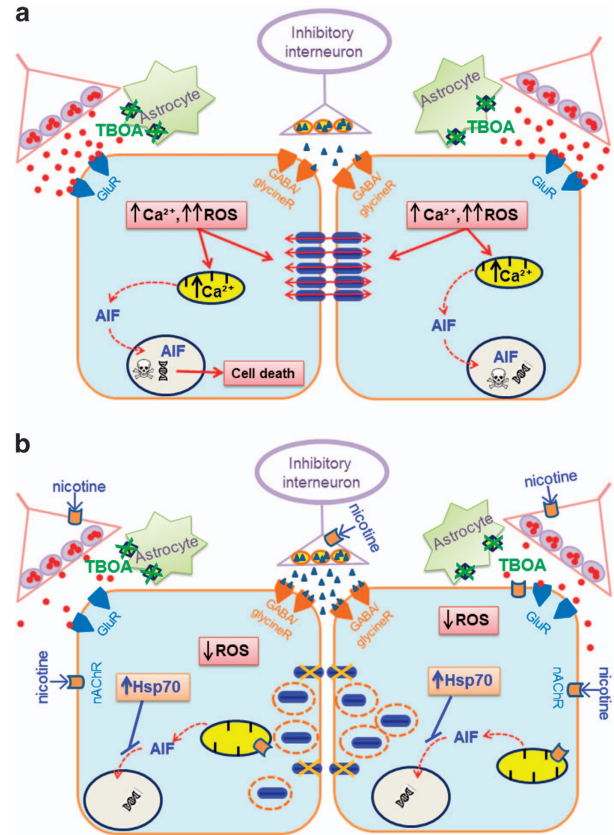 a
Inhibitory
interneuron
Astrocyte
TBOA
GluR
GABA/
glycineR
GABA/
glycineR
Astrocyte
TBOA
GluR
↑Ca²⁺, ↑↑ROS
↑Ca²⁺, ↑↑ROS
↑Ca²⁺
↑Ca²⁺
AIF
AIF
AIF
AIF
Cell death
b
Inhibitory
interneuron
nicotine
nicotine
nicotine
Astrocyte
TBOA
GluR
GABA/
glycineR
GABA/
glycineR
Astrocyte
TBOA
GluR
↓ROS
↓ROS
nicotine
nAChR
↑Hsp70
↑Hsp70
nAChR
nicotine
AIF
AIF